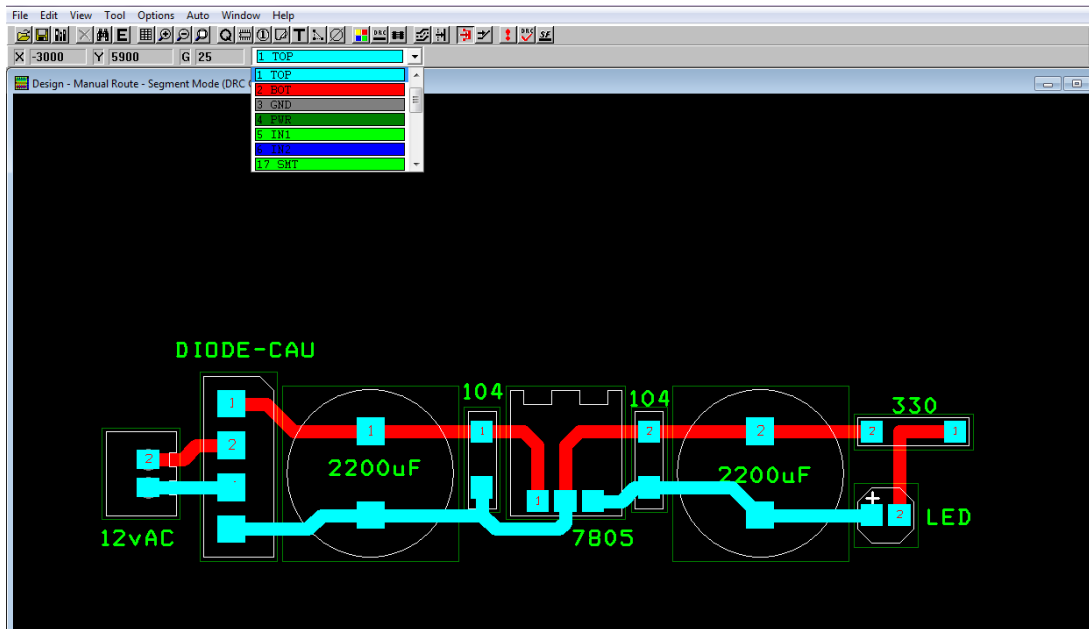 File Edit View Tool Options Auto Window Help
X -3000 Y 5900 G 25 1 TOP
1 TOP
Design - Manual Route - Segment Mode (DRC
2 BOT
3 GND
4 PWR
5 IN1
6 IN2
17 SMT
DIODE-CAU
104
104
330
1
1
1
2
2
2
1
2
2
2200uF
2200uF
1
+
2
LED
12vAC
7805